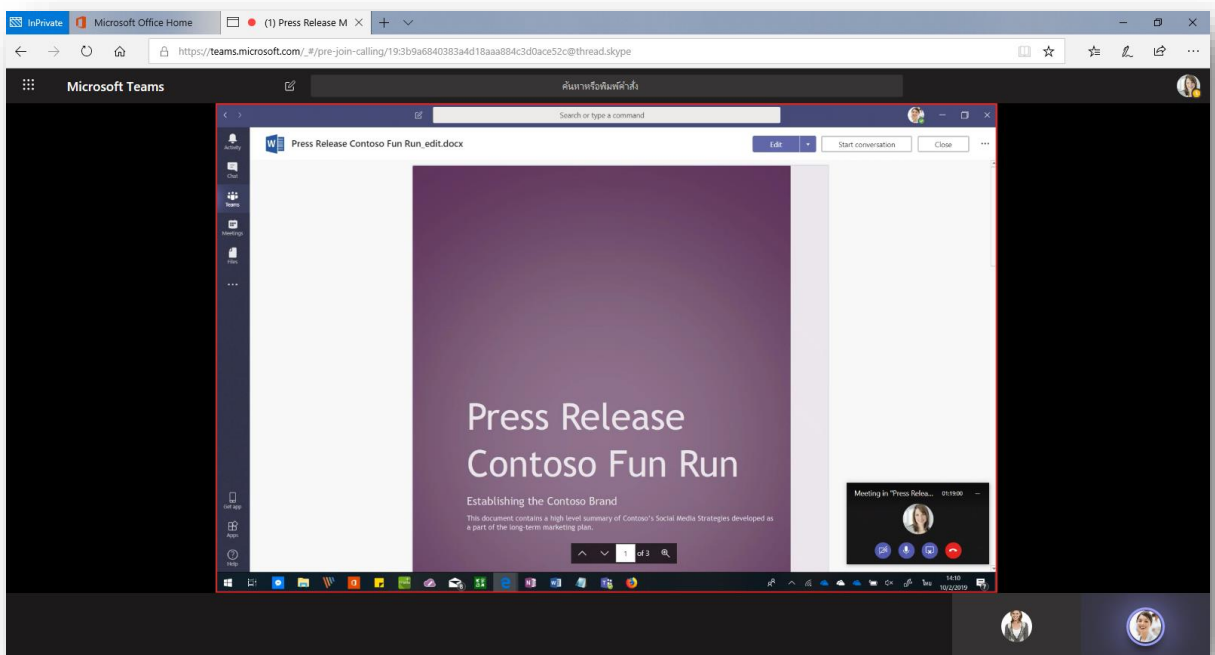 InPrivate
Microsoft Office Home
(1) Press Release M
https://teams.microsoft.com/_#/pre-join-calling/19:3b9a6840383a4d18aaa884c3d0ace52c@thread.skype
Microsoft Teams
ค้นหาหรือพิมพ์คำสั่ง
Search or type a command
Activity
Chat
Teams
Meetings
Files
Press Release Contoso Fun Run_edit.docx
Edit
Start conversation
Close
Press Release
Contoso Fun Run
Establishing the Contoso Brand
This document contains a high level summary of Contoso's Social Media Strategies developed as
a part of the long-term marketing plan.
1 of 3
Meeting in "Press Relea... 01:19:00
Get app
Apps
Help
ไทย
14:10
10/2/2019